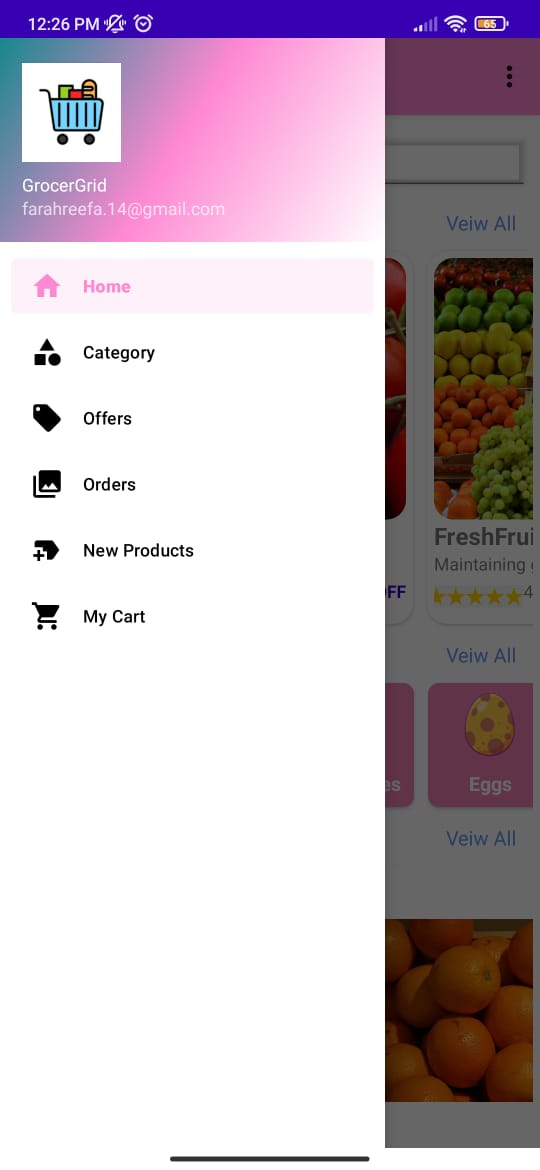 12:26 PM
65
GrocerGrid
farahreefa.14@gmail.com
Home
Category
Offers
Orders
New Products
My Cart
Veiw All
FreshFrui
Maintaining
OFF
4
Veiw All
es
Eggs
Veiw All